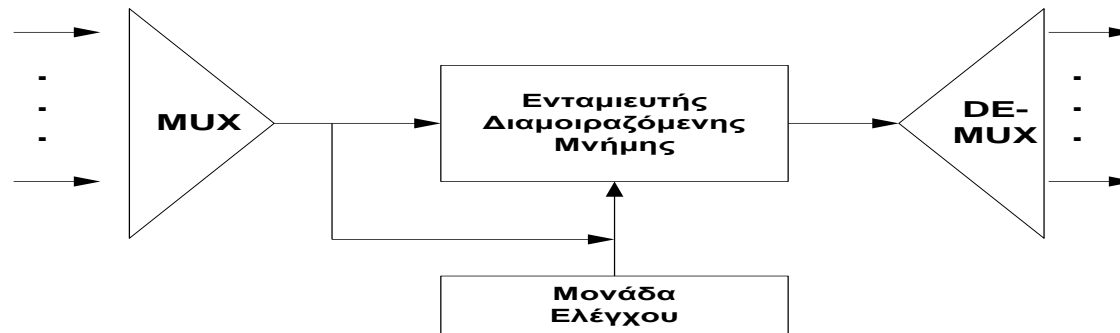 MUX
Ενταμιευτής
Διαμοιραζόμενης
Μνήμης
DE-
MUX
Μονάδα
Ελέγχου